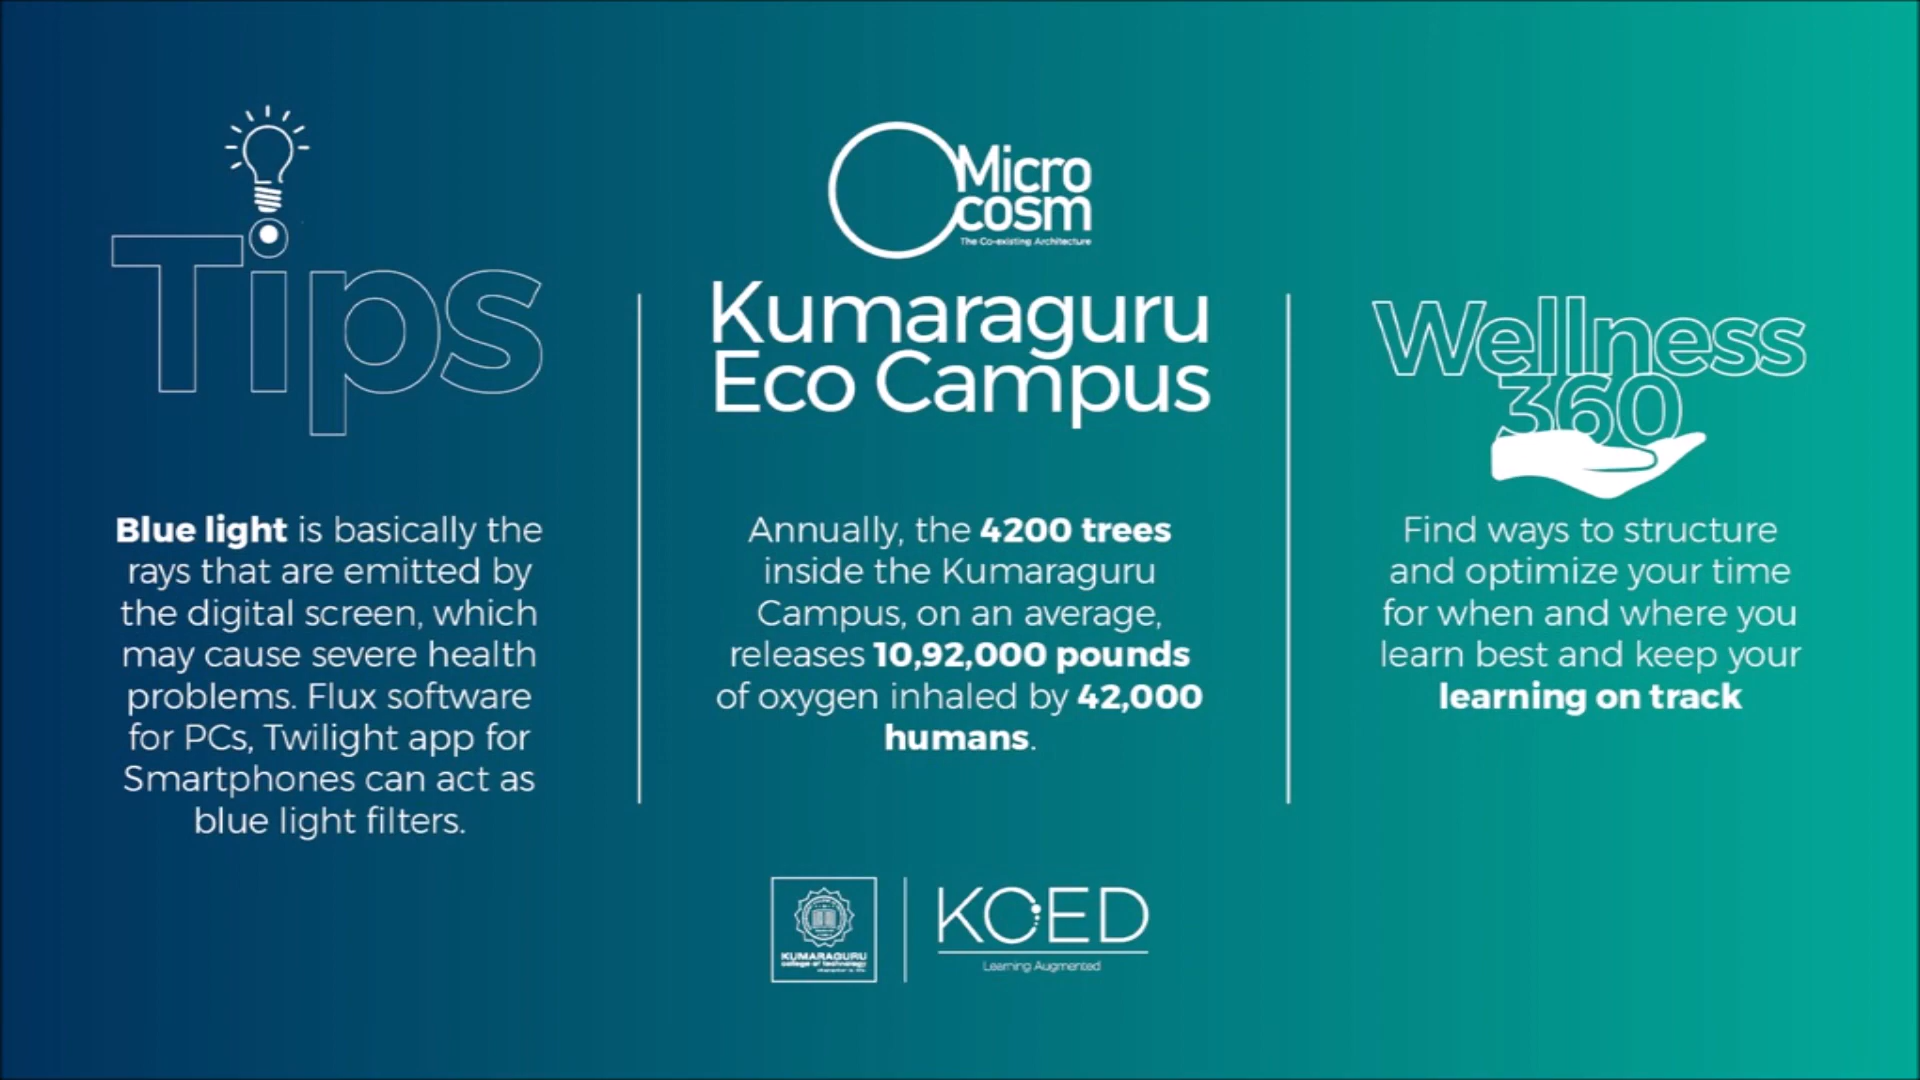 Tips
Blue light is basically the
rays that are emitted by
the digital screen, which
may cause severe health
problems. Flux software
for PCs, Twilight app for
Smartphones can act as
blue light filters.
Micro
cosm
The Co-existing Architecture
Kumaraguru
Eco Campus
Annually, the 4200 trees
inside the Kumaraguru
Campus, on an average,
releases 10,92,000 pounds
of oxygen inhaled by 42,000
humans.
Wellness
360
Find ways to structure
and optimize your time
for when and where you
learn best and keep your
learning on track
KUMARAGURU
college of technology
KCED
Learning Augmented